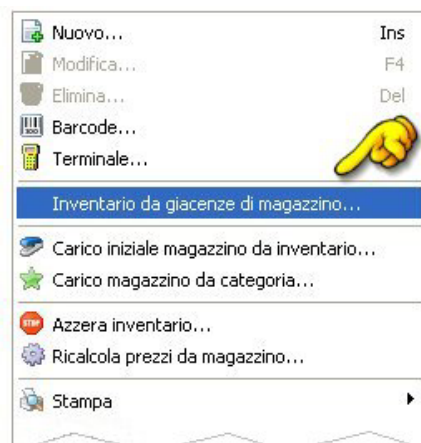 Nuovo... Ins
Modifica... F4
Elimina... Del
Barcode...
Terminale...
Inventario da giacenze di magazzino...
Carico iniziale magazzino da inventario...
Carico magazzino da categoria...
STOP Azzera inventario...
Ricalcola prezzi da magazzino...
Stampa